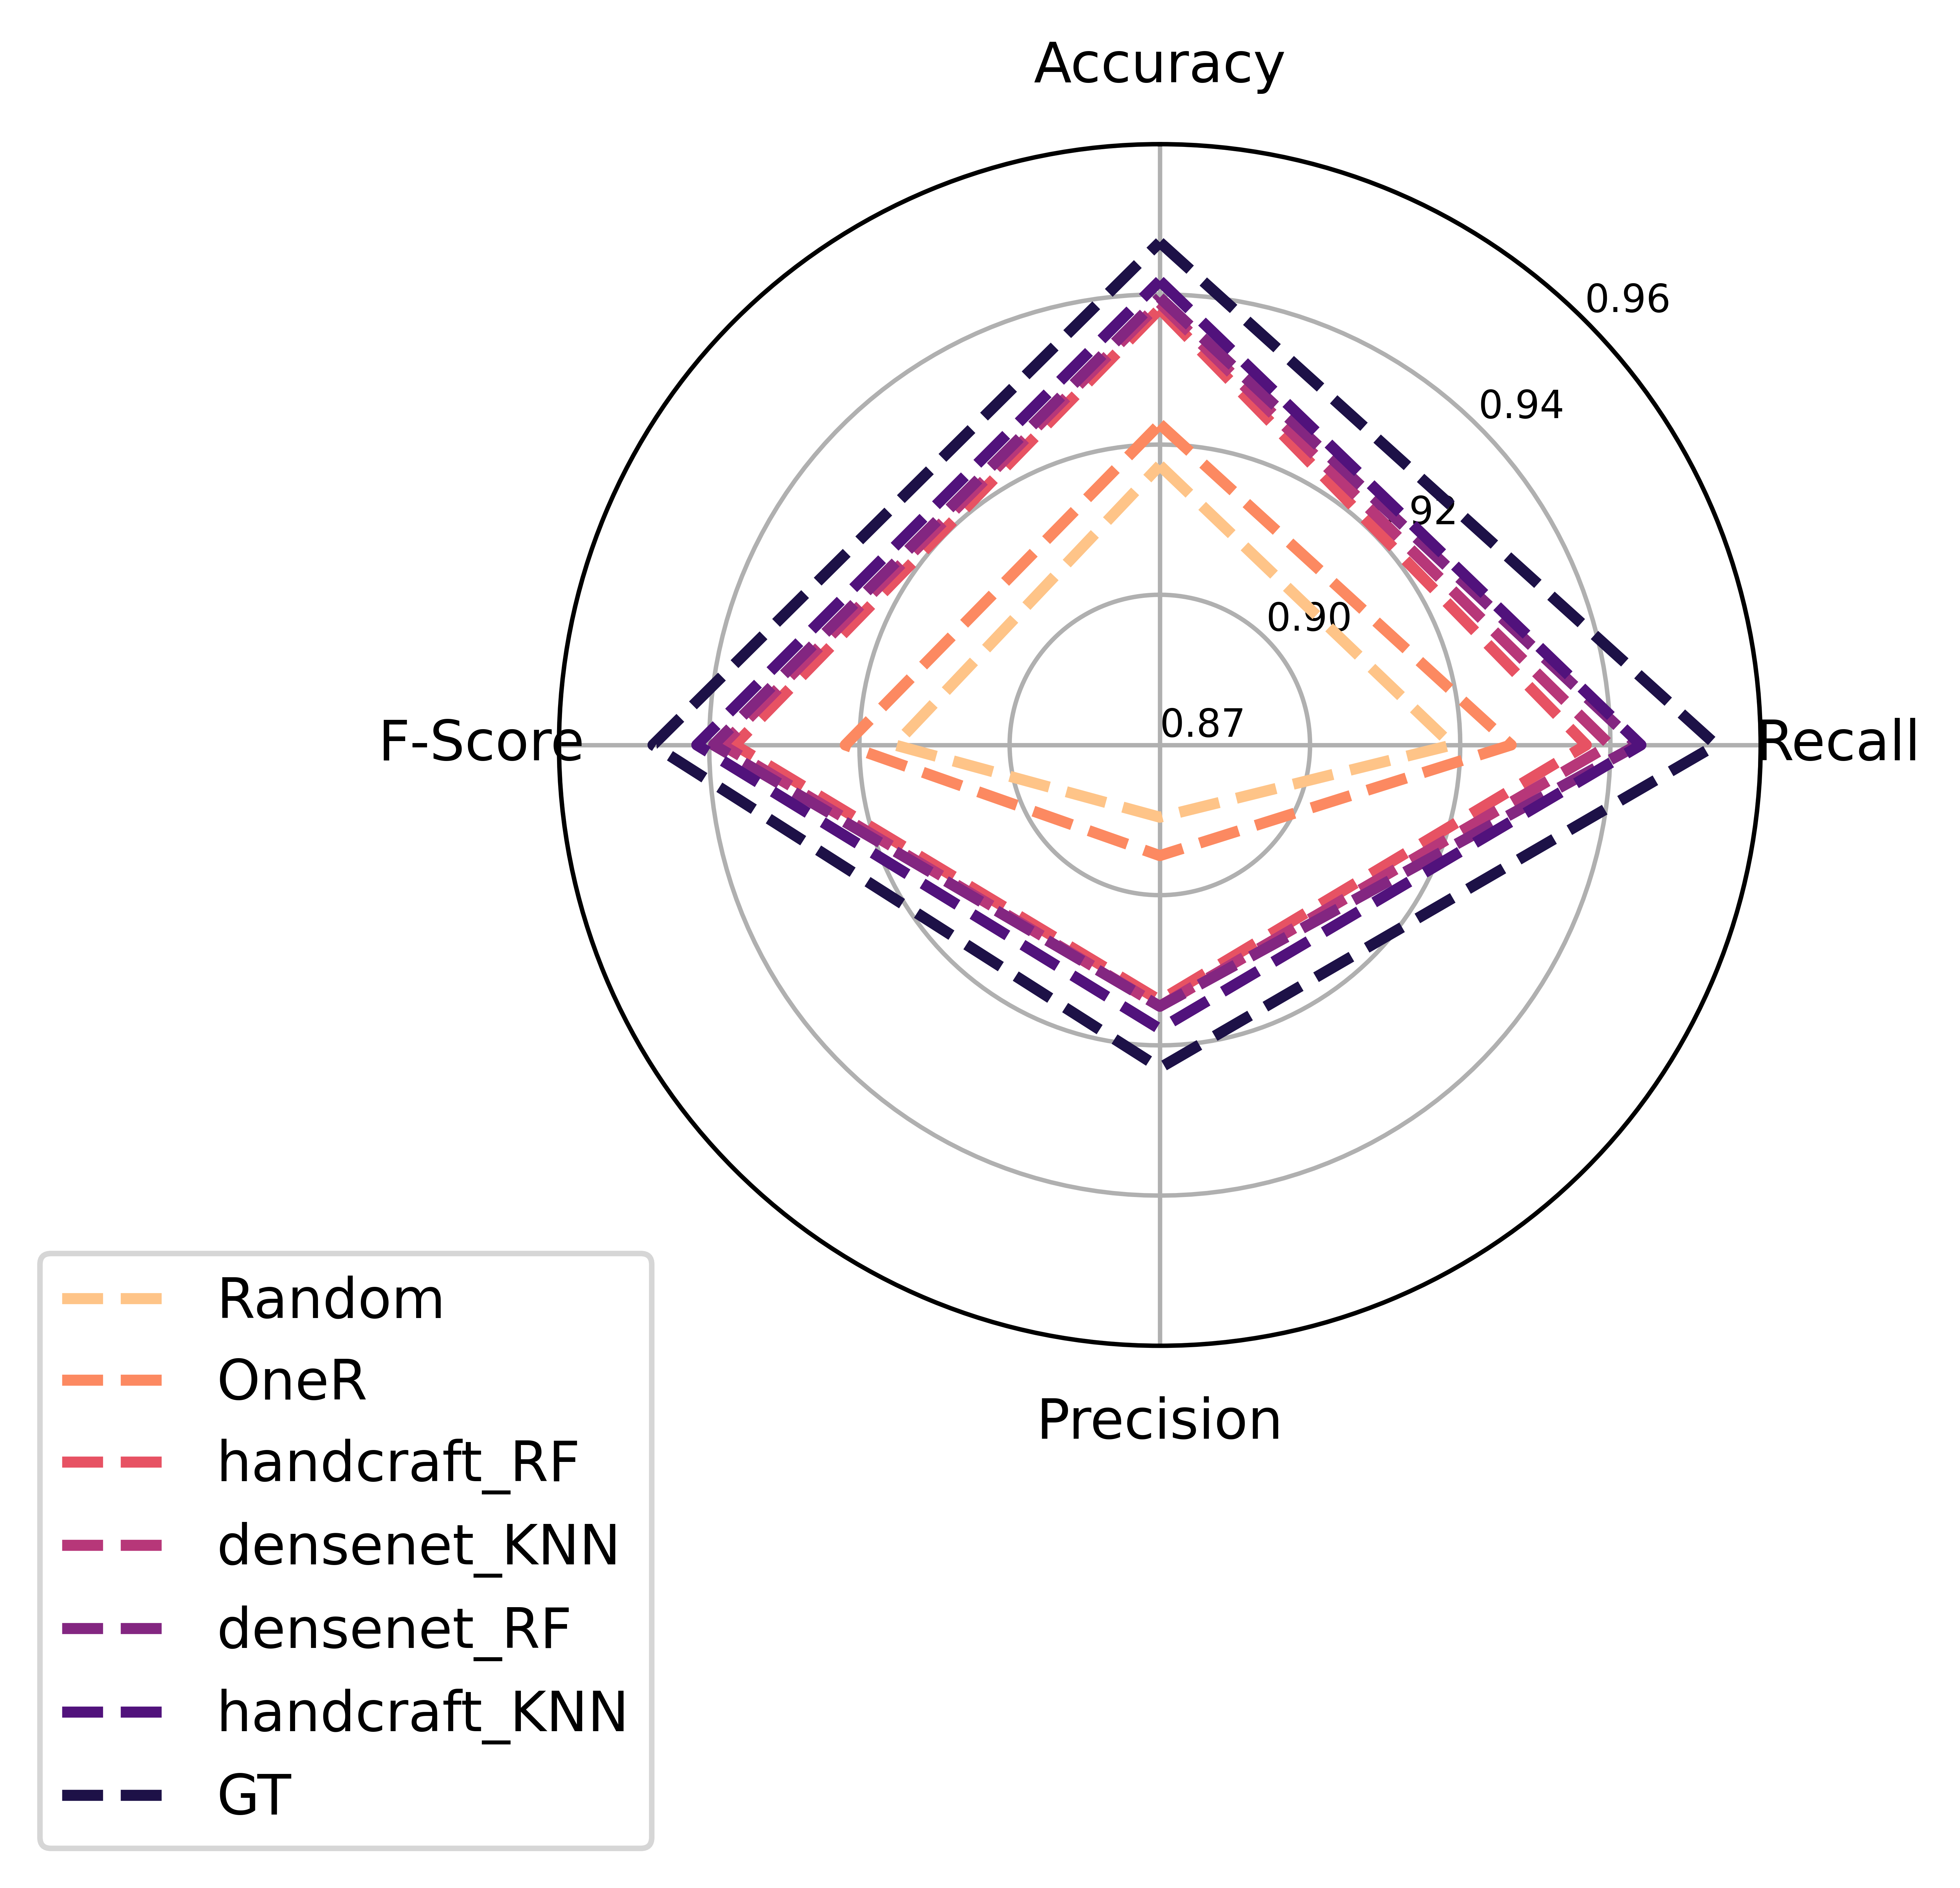 Accuracy
0.96
0.94
92
0.90
0.87
F-Score
Recall
Precision
Random
OneR
handcraft_RF
densenet_KNN
densenet_RF
handcraft_KNN
GT